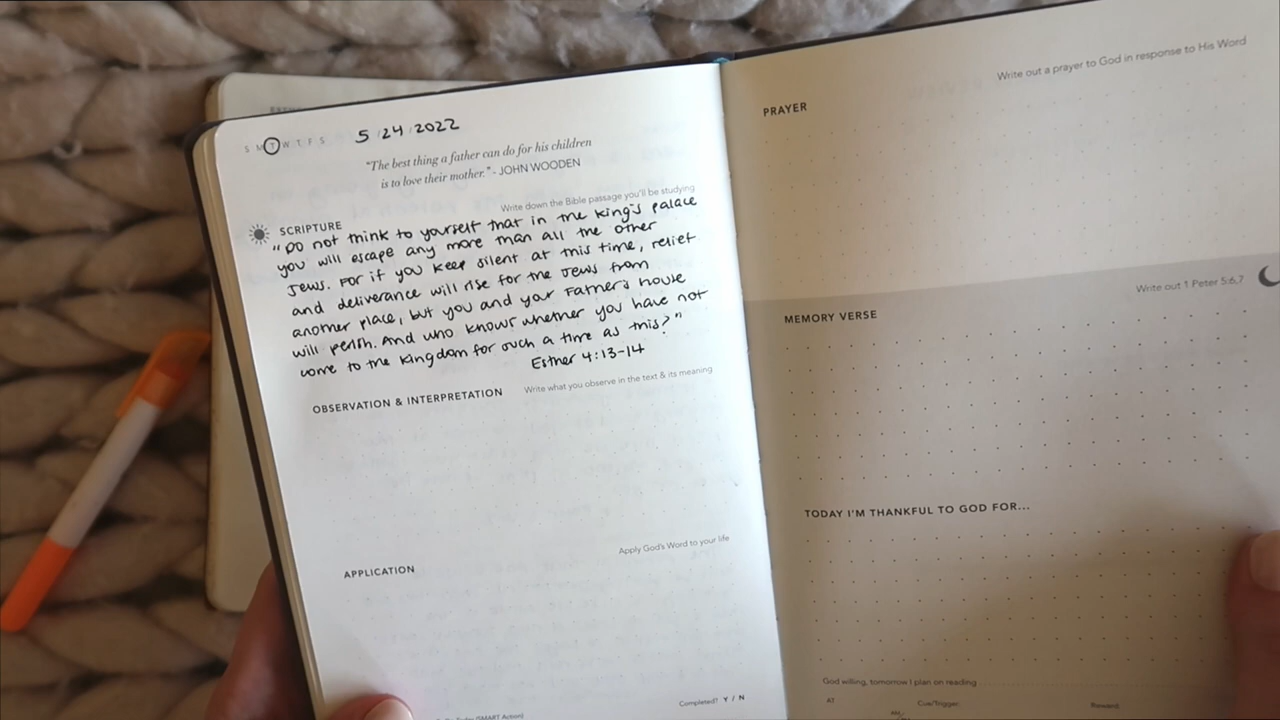 S M T W T F S
5/24/2022
"The best thing a father can do for his children
is to love their mother." - JOHN WOODEN
Write down the Bible passage you'll be studying
SCRIPTURE
"Do not think to yourself that in the king's palace
you will escape any more than all the other
Jews. For if you keep silent at this time, relief
and deliverance will rise for the Jews from
another place, but you and your Father's house
will perish. And who knows whether you have not
come to the kingdom for such a time as this?"
Esther 4:13-14
OBSERVATION & INTERPRETATION
Write what you observe in the text & its meaning
Apply God's Word to your life
APPLICATION
Completed? Y / N
Today (SMART Action)
Write out a prayer to God in response to His Word
PRAYER
Write out 1 Peter 5:6,7
MEMORY VERSE
TODAY I'M THANKFUL TO GOD FOR...
God willing, tomorrow I plan on reading
AT
Cue/Trigger:
Reward: